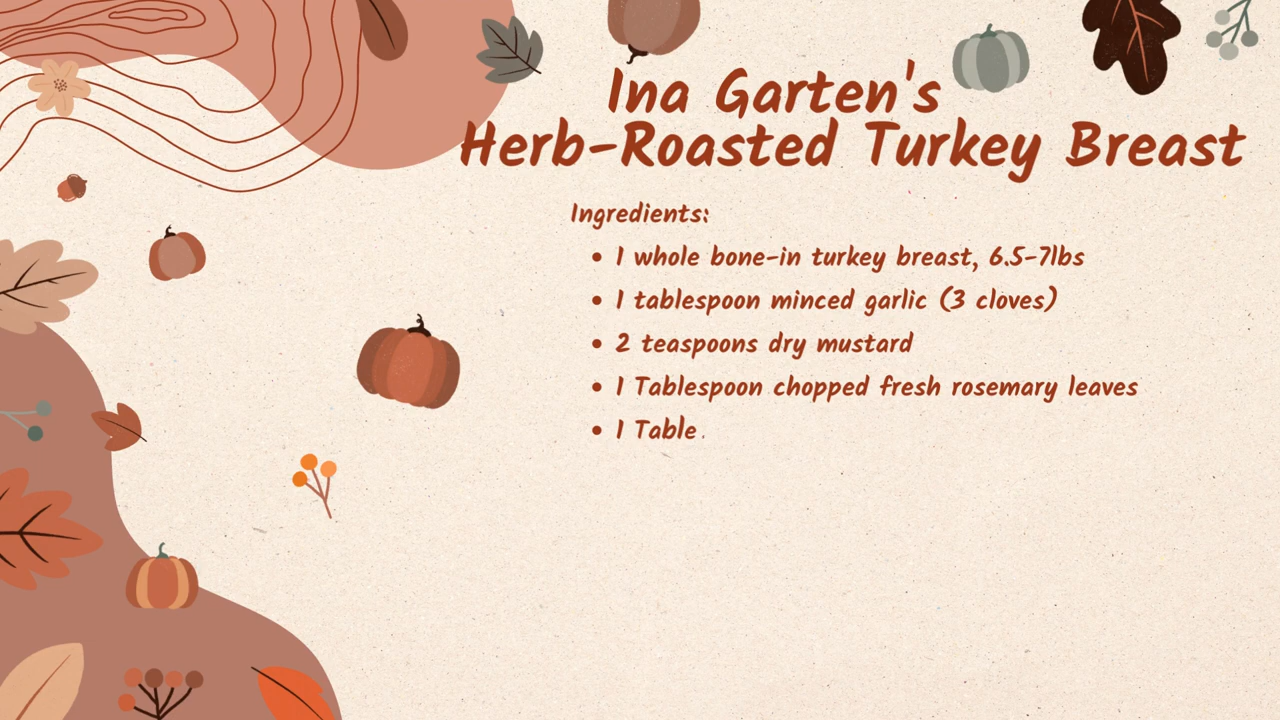 Ina Garten's
Herb-Roasted Turkey Breast
Ingredients:
• 1 whole bone-in turkey breast, 6.5-7lbs
• 1 tablespoon minced garlic (3 cloves)
• 2 teaspoons dry mustard
• 1 Tablespoon chopped fresh rosemary leaves
• 1 Table